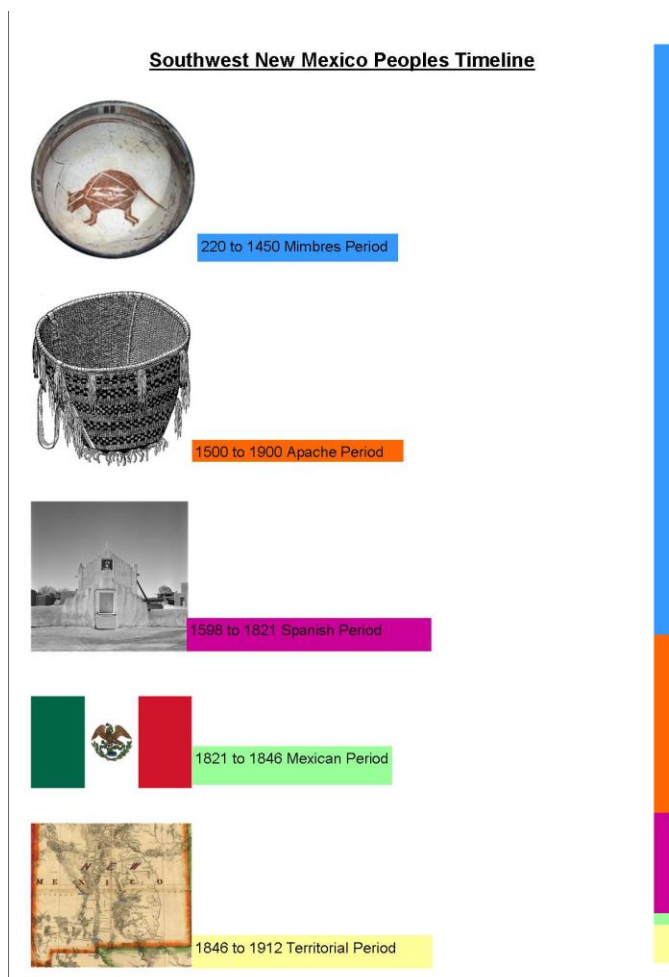 Southwest New Mexico Peoples Timeline
220 to 1450 Mimbres Period
1500 to 1900 Apache Period
1598 to 1821 Spanish Period
1821 to 1846 Mexican Period
N E W
M E X I C O
1846 to 1912 Territorial Period